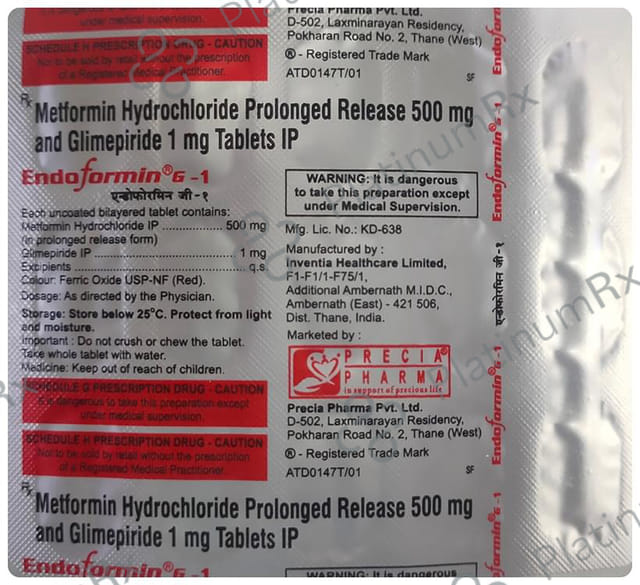 under medical supervision.
SCHEDULE H PRESCRIPTION DRUG - CAUTION
Not to be sold by retail without the prescription
of a Registered Medical Practitioner.
Rx
Metformin Hydrochloride Prolonged Release 500 mg
and Glimepiride 1 mg Tablets IP
Endoformin®G-1
एन्डोफोरमिन जी-१
Each uncoated bilayered tablet contains:
Metformin Hydrochloride IP .................. 500 mg
(in prolonged release form)
Glimepiride IP ............................................ 1 mg
Excipients .................................................. q.s.
Colour: Ferric Oxide USP-NF (Red).
Dosage: As directed by the Physician.
Storage: Store below 25°C. Protect from light
and moisture.
Important : Do not crush or chew the tablet.
Take whole tablet with water.
Medicine: Keep out of reach of children.
SCHEDULE G PRESCRIPTION DRUG - CAUTION
It is dangerous to take this preparation except
under medical supervision.
SCHEDULE H PRESCRIPTION DRUG - CAUTION
Not to be sold by retail without the prescription
of a Registered Medical Practitioner.
Rx
Metformin Hydrochloride Prolonged Release 500 mg
and Glimepiride 1 mg Tablets IP
Endoformin®G-1
Precia Pharma Pvt. Ltd.
D-502, Laxminarayan Residency,
Pokharan Road No. 2, Thane (West)
® - Registered Trade Mark
ATD0147T/01 SF
WARNING: It is dangerous
to take this preparation except
under Medical Supervision.
Mfg. Lic. No.: KD-638
Manufactured by :
Inventia Healthcare Limited,
F1-F1/1-F75/1,
Additional Ambernath M.I.D.C.,
Ambernath (East) - 421 506,
Dist. Thane, India.
Marketed by :
PRECIA®
PHARMA
in support of precious life
Precia Pharma Pvt. Ltd.
D-502, Laxminarayan Residency,
Pokharan Road No. 2, Thane (West)
® - Registered Trade Mark
ATD0147T/01 SF
WARNING: It is dangerous
Endoformin®G-1
एन्डोफोरमिन जी-१
Endoformin®G-1
Endoformin®G-1
PlatinumRx
PlatinumRx
PlatinumRx